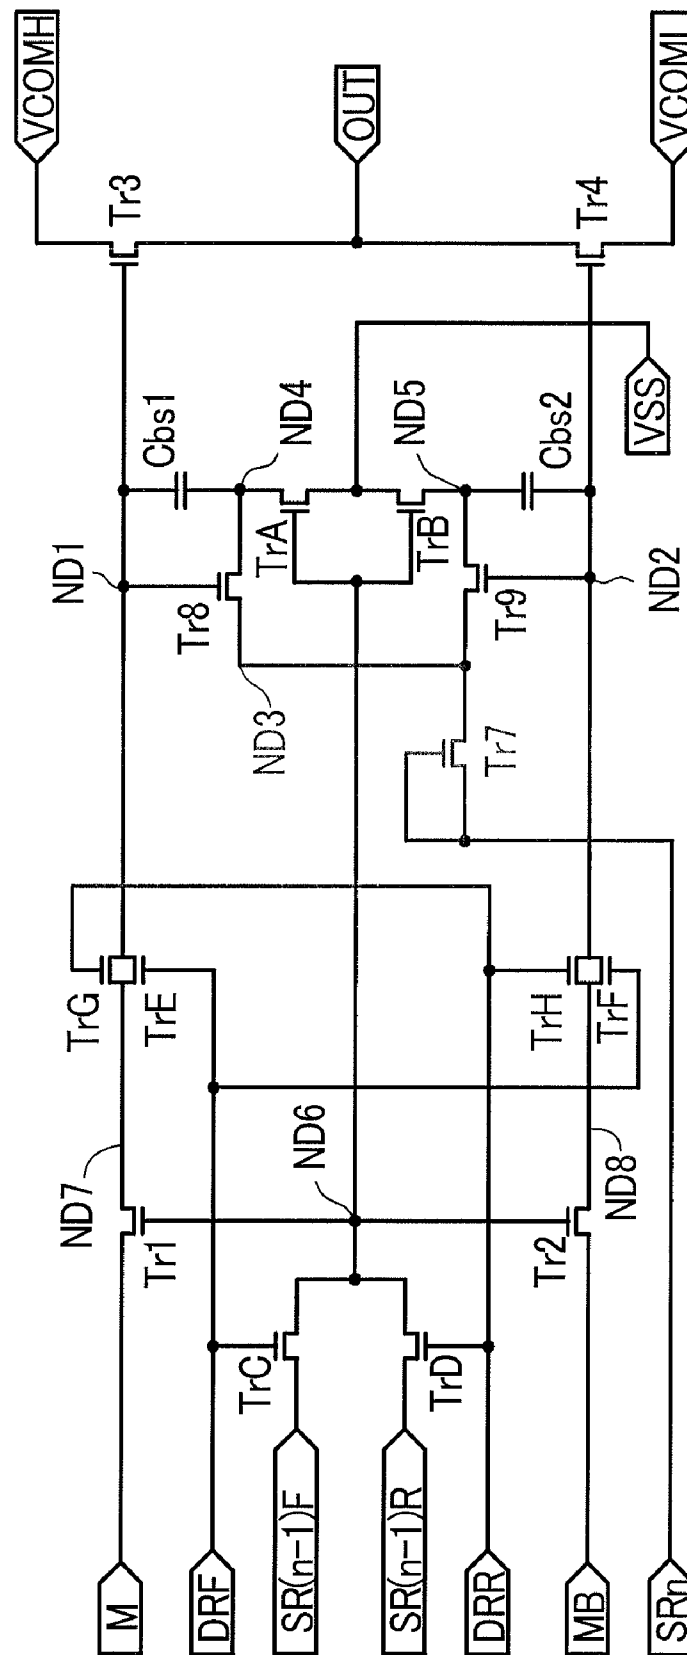 VCOMH
OUT
VCOML
Tr3
Tr4
Cbs1
ND4
ND5
Cbs2
VSS
ND1
TrA
TrB
ND2
Tr8
Tr9
ND3
Tr7
TrG
TrE
TrH
TrF
ND7
ND6
ND8
Tr1
Tr2
TrC
TrD
M
DRF
SR(n-1)F
SR(n-1)R
DRR
MB
SRn